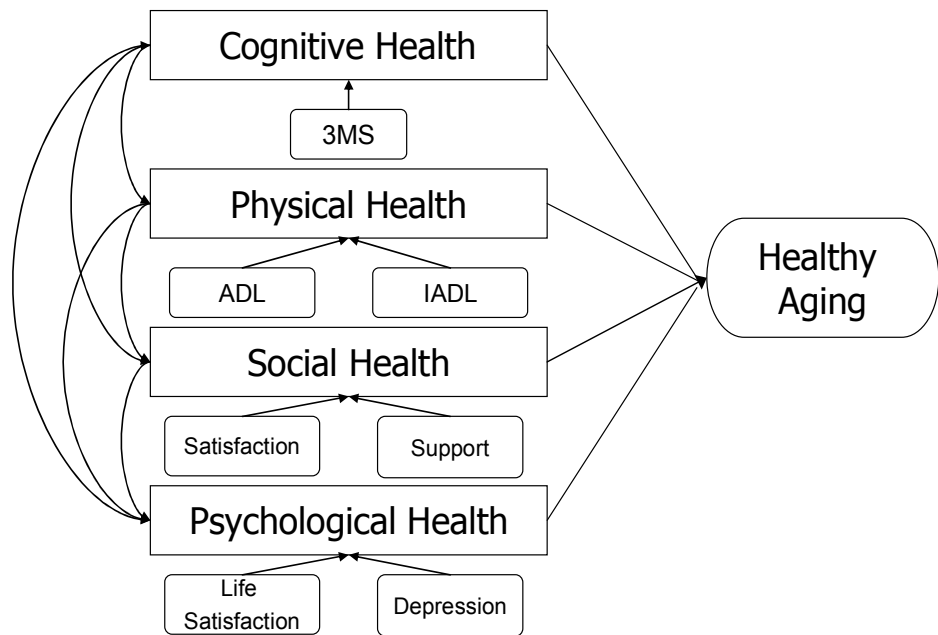 Cognitive Health
3MS
Physical Health
ADL
IADL
Healthy
Aging
Social Health
Satisfaction
Support
Psychological Health
Life
Satisfaction
Depression